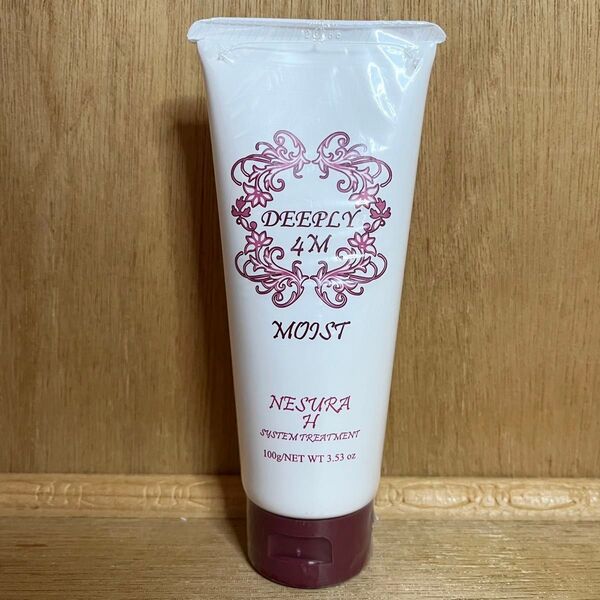 DEEPLY
4M
MOIST
NESURA
H
SYSTEM TREATMENT
100g/NET WT 3.53 oz